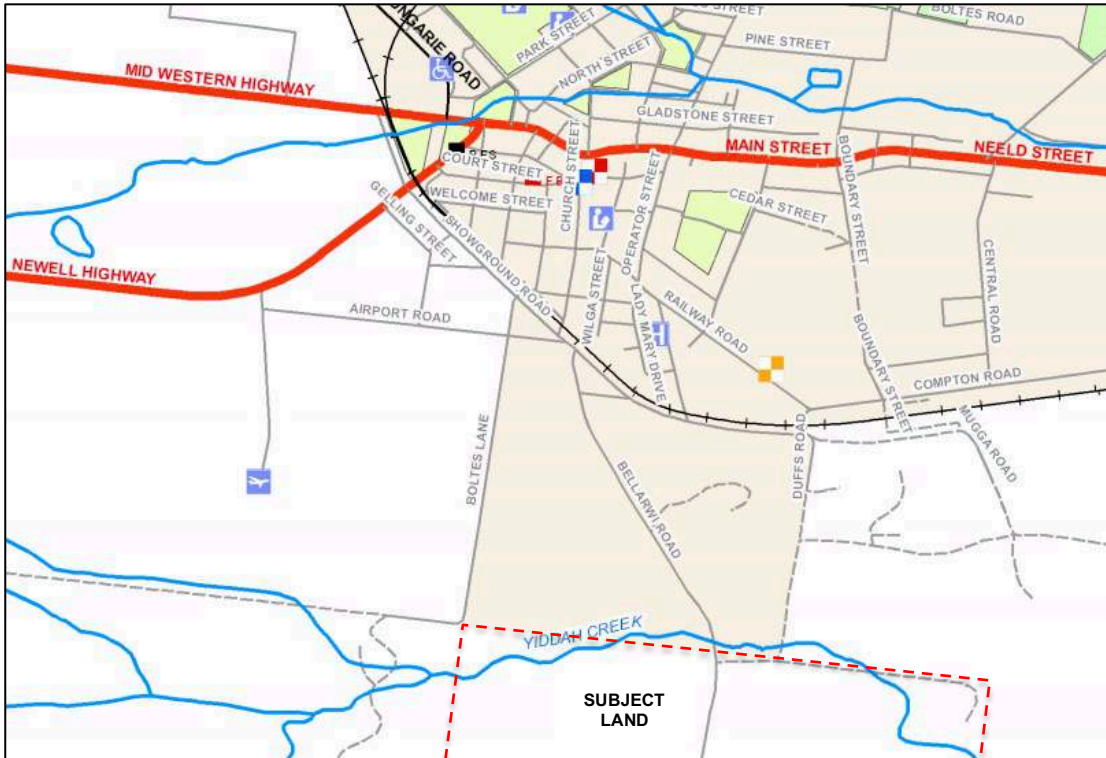 BOLTES ROAD
UNGARIE ROAD
PARK STREET
PINE STREET
NORTH STREET
MID WESTERN HIGHWAY
GLADSTONE STREET
MAIN STREET
NEELD STREET
COURT STREET
CHURCH STREET
BOUNDARY STREET
WELCOME STREET
CEDAR STREET
OPERATOR STREET
GELLING STREET
SHOWGROUND ROAD
NEWELL HIGHWAY
CENTRAL ROAD
AIRPORT ROAD
WILGA STREET
LADY MARY DRIVE
RAILWAY ROAD
H
BOUNDARY STREET
COMPTON ROAD
MUGGA ROAD
DUFFS ROAD
BOLTES LANE
BELLARWI ROAD
YIDDAH CREEK
SUBJECT
LAND